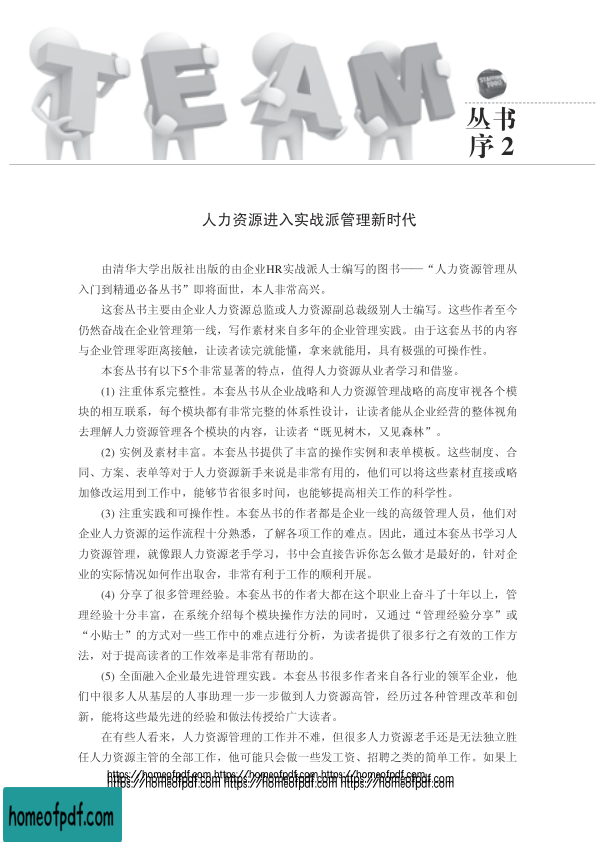 TEAM
丛书
序 2
人力资源进入实战派管理新时代
由清华大学出版社出版的由企业HR实战派人士编写的图书——“人力资源管理从
入门到精通必备丛书”即将面世，本人非常高兴。
这套丛书主要由企业人力资源总监或人力资源副总裁级别人士编写。这些作者至今
仍然奋战在企业管理第一线，写作素材来自多年的企业管理实践。由于这套丛书的内容
与企业管理零距离接触，让读者读完就能懂，拿来就能用，具有极强的可操作性。
本套丛书有以下5个非常显著的特点，值得人力资源从业者学习和借鉴。
(1) 注重体系完整性。本套丛书从企业战略和人力资源管理战略的高度审视各个模
块的相互联系，每个模块都有非常完整的体系性设计，让读者能从企业经营的整体视角
去理解人力资源管理各个模块的内容，让读者“既见树木，又见森林”。
(2) 实例及素材丰富。本套丛书提供了丰富的操作实例和表单模板。这些制度、合
同、方案、表单等对于人力资源新手来说是非常有用的，他们可以将这些素材直接或略
加修改运用到工作中，能够节省很多时间，也能够提高相关工作的科学性。
(3) 注重实践和可操作性。本套丛书的作者都是企业一线的高级管理人员，他们对
企业人力资源的运作流程十分熟悉，了解各项工作的难点。因此，通过本套丛书学习人
力资源管理，就像跟人力资源老手学习，书中会直接告诉你怎么做才是最好的，针对企
业的实际情况如何作出取舍，非常有利于工作的顺利开展。
(4) 分享了很多管理经验。本套丛书的作者大都在这个职业上奋斗了十年以上，管
理经验十分丰富，在系统介绍每个模块操作方法的同时，又通过“管理经验分享”或
“小贴士”的方式对一些工作中的难点进行分析，为读者提供了很多行之有效的工作方
法，对于提高读者的工作效率是非常有帮助的。
(5) 全面融入企业最先进管理实践。本套丛书很多作者来自各行业的领军企业，他
们中很多人从基层的人事助理一步一步做到人力资源高管，经历过各种管理改革和创
新，能将这些最先进的经验和做法传授给广大读者。
在有些人看来，人力资源管理的工作并不难，但很多人力资源老手还是无法独立胜
任人力资源主管的全部工作，他可能只会做一些发工资、招聘之类的简单工作。如果上
https://homeofpdf.com https://homeofpdf.com https://homeofpdf.com
https://homeofpdf.com https://homeofpdf.com https://homeofpdf.com
homeofpdf.com